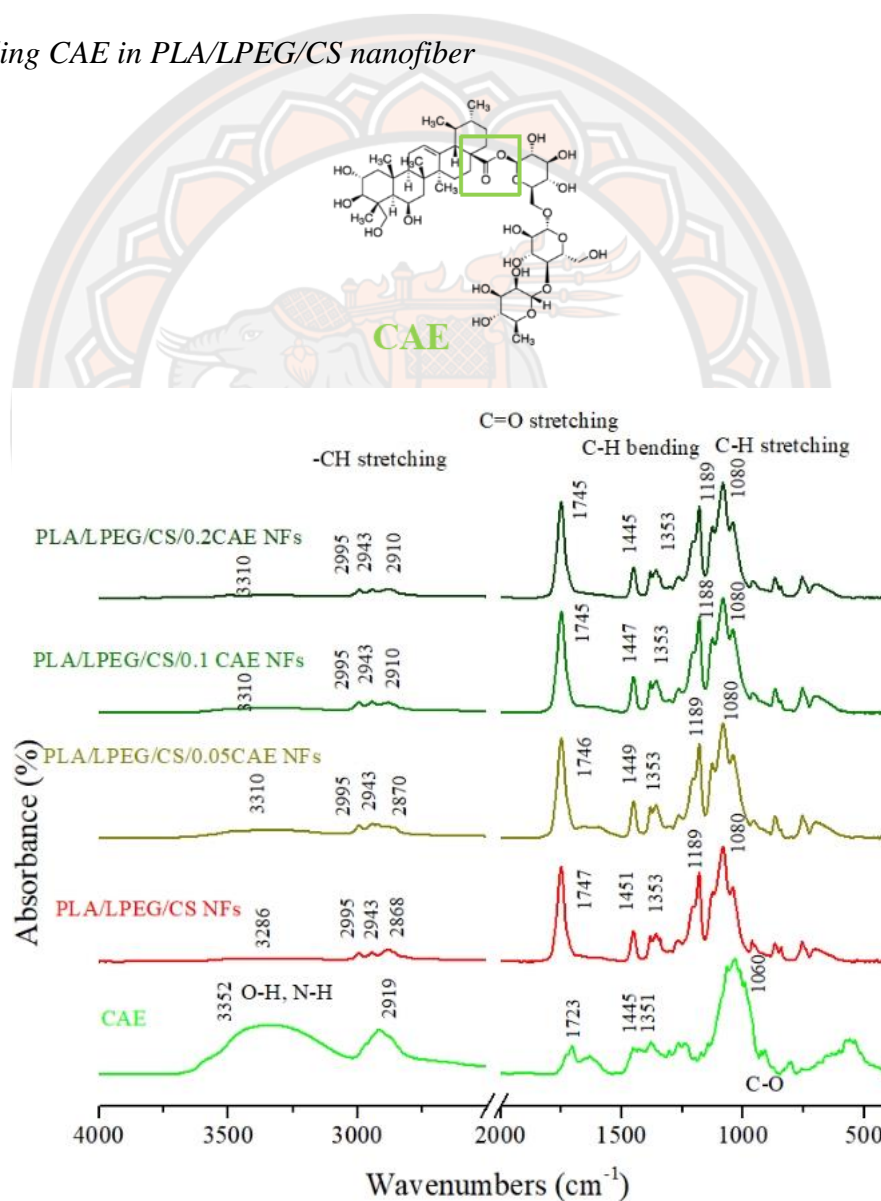 ing CAE in PLA/LPEG/CS nanofiber
CH₃
H₃C
CH₃
H
O
OH
OH
OH
O
O
HO
HO
H₃C
CH₃
H
CH₃
H
H₃C
OH
HO
O
HO
HO
O
OH
HO
O
HO
HO
O
H
HO
CH₃
CAE
C=O stretching
-CH stretching
C-H bending
C-H stretching
PLA/LPEG/CS/0.2CAE NFs
3310
2995
2943
2910
1745
1445
1353
1189
1080
PLA/LPEG/CS/0.1 CAE NFs
3310
2995
2943
2910
1745
1447
1353
1188
1080
PLA/LPEG/CS/0.05CAE NFs
3310
2995
2943
2870
1746
1449
1353
1189
1080
PLA/LPEG/CS NFs
3286
2995
2943
2868
1747
1451
1353
1189
1080
CAE
3352
O-H, N-H
2919
1723
1445
1351
1060
C-O
Absorbance (%)
4000
3500
3000
2500
2000
1500
1000
500
Wavenumbers (cm⁻¹)